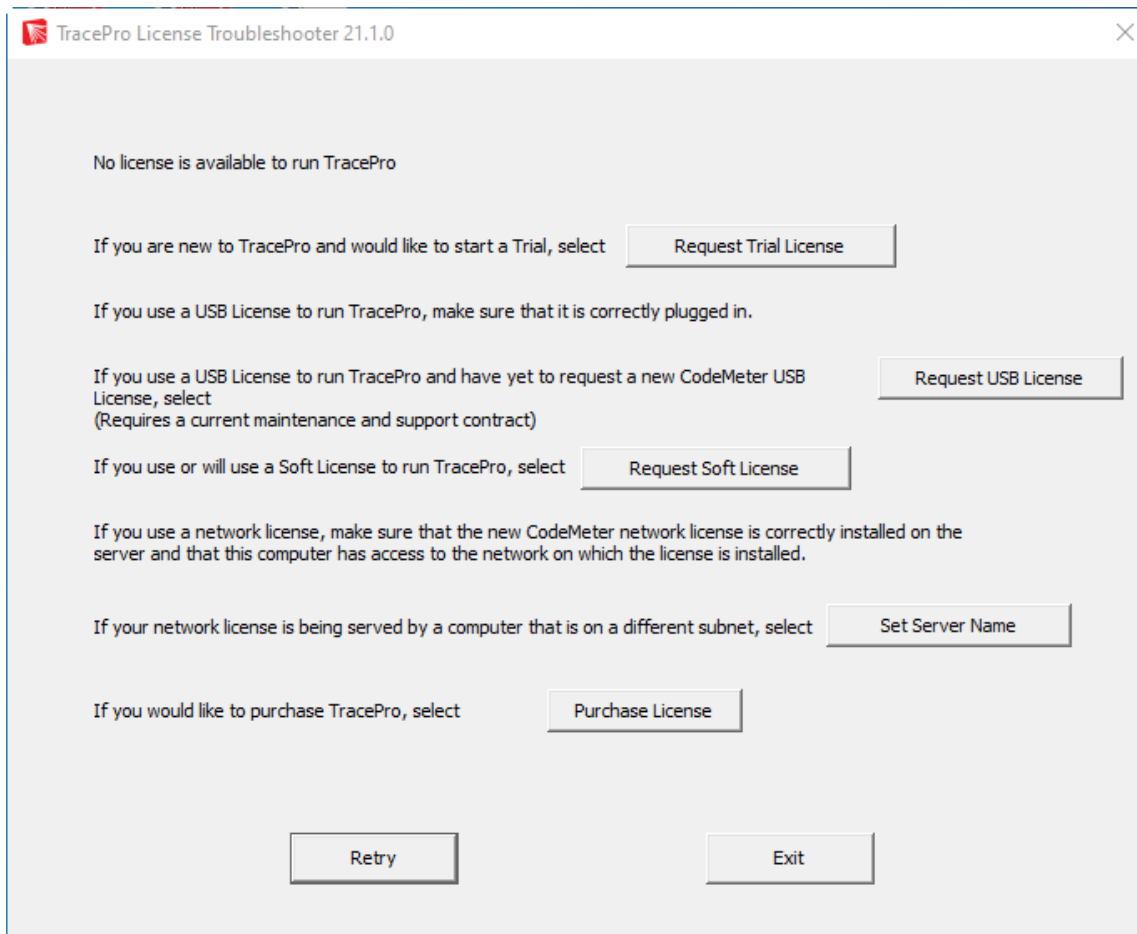 TracePro License Troubleshooter 21.1.0
No license is available to run TracePro
If you are new to TracePro and would like to start a Trial, select
Request Trial License
If you use a USB License to run TracePro, make sure that it is correctly plugged in.
If you use a USB License to run TracePro and have yet to request a new CodeMeter USB
License, select
(Requires a current maintenance and support contract)
Request USB License
If you use or will use a Soft License to run TracePro, select
Request Soft License
If you use a network license, make sure that the new CodeMeter network license is correctly installed on the
server and that this computer has access to the network on which the license is installed.
If your network license is being served by a computer that is on a different subnet, select
Set Server Name
If you would like to purchase TracePro, select
Purchase License
Retry
Exit